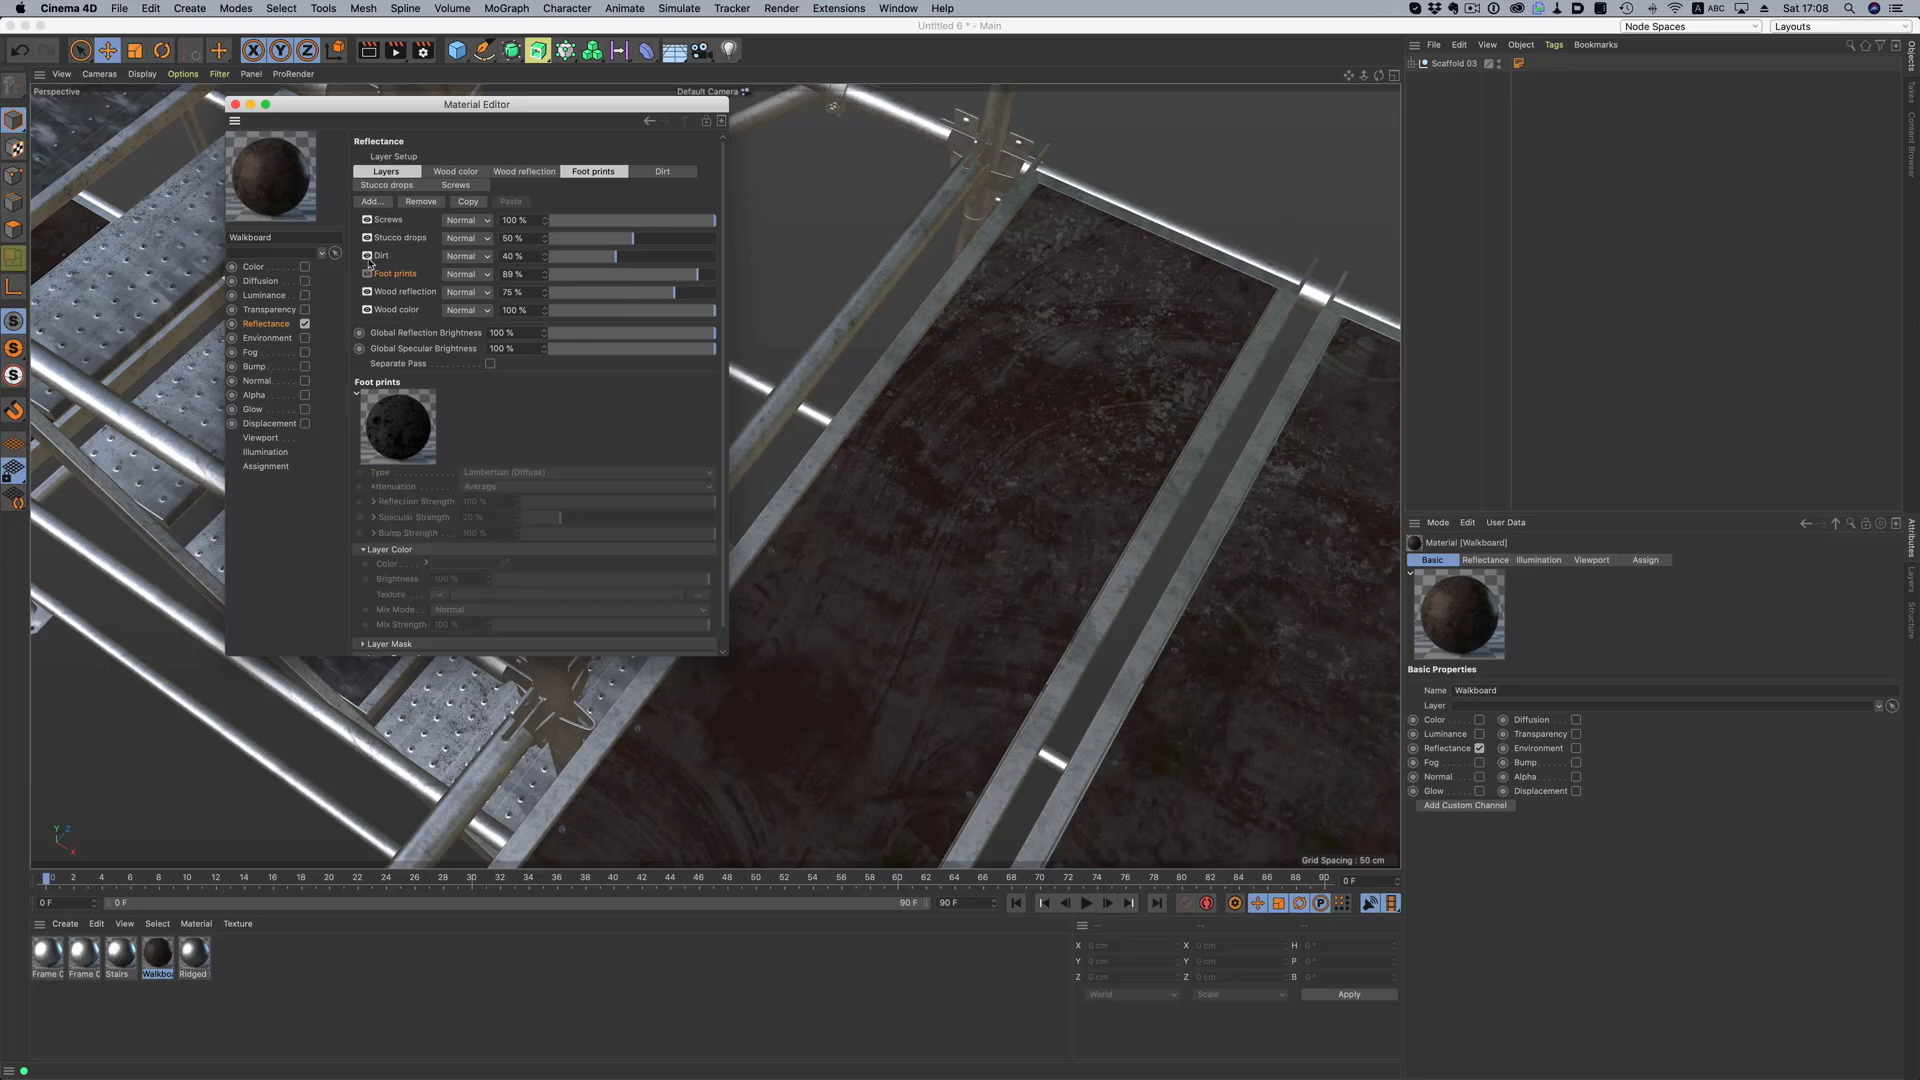 Cinema 4D File Edit Create Modes Select Tools Mesh Spline Volume MoGraph Character Animate Simulate Tracker Render Extensions Window Help
ABC Sat 17:08
Untitled 6 * - Main
Node Spaces
Layouts
View Cameras Display Options Filter Panel ProRender
Perspective
Default Camera
Material Editor
Walkboard
Color
Diffusion
Luminance
Transparency
Reflectance
Environment
Fog
Bump
Normal
Alpha
Glow
Displacement
Viewport
Illumination
Assignment
Reflectance
Layer Setup
Layers Wood color Wood reflection Foot prints Dirt
Stucco drops Screws
Add... Remove Copy Paste
Screws Normal 100 %
Stucco drops Normal 50 %
Dirt Normal 40 %
Foot prints Normal 89 %
Wood reflection Normal 75 %
Wood color Normal 100 %
Global Reflection Brightness 100 %
Global Specular Brightness 100 %
Separate Pass
Foot prints
Type Lambertian (Diffuse)
Attenuation Average
Reflection Strength 100 %
Specular Strength 20 %
Bump Strength 100 %
Layer Color
Color
Brightness 100 %
Texture
Mix Mode Normal
Mix Strength 100 %
Layer Mask
Grid Spacing : 50 cm
Y Z
X
File Edit View Object Tags Bookmarks
Scaffold 03
Objects
Takes
Content Browser
Mode Edit User Data
Material [Walkboard]
Basic Reflectance Illumination Viewport Assign
Basic Properties
Name Walkboard
Layer
Color Diffusion
Luminance Transparency
Reflectance Environment
Fog Bump
Normal Alpha
Glow Displacement
Add Custom Channel
Attributes
Layers
Structure
0 2 4 6 8 10 12 14 16 18 20 22 24 26 28 30 32 34 36 38 40 42 44 46 48 50 52 54 56 58 60 62 64 66 68 70 72 74 76 78 80 82 84 86 88 90 0 F
0 F 0 F 90 F 90 F
Create Edit View Select Material Texture
Frame C Frame C Stairs Walkboa Ridged
-- -- --
X 0 cm X 0 cm H 0 °
Y 0 cm Y 0 cm P 0 °
Z 0 cm Z 0 cm B 0 °
World Scale Apply